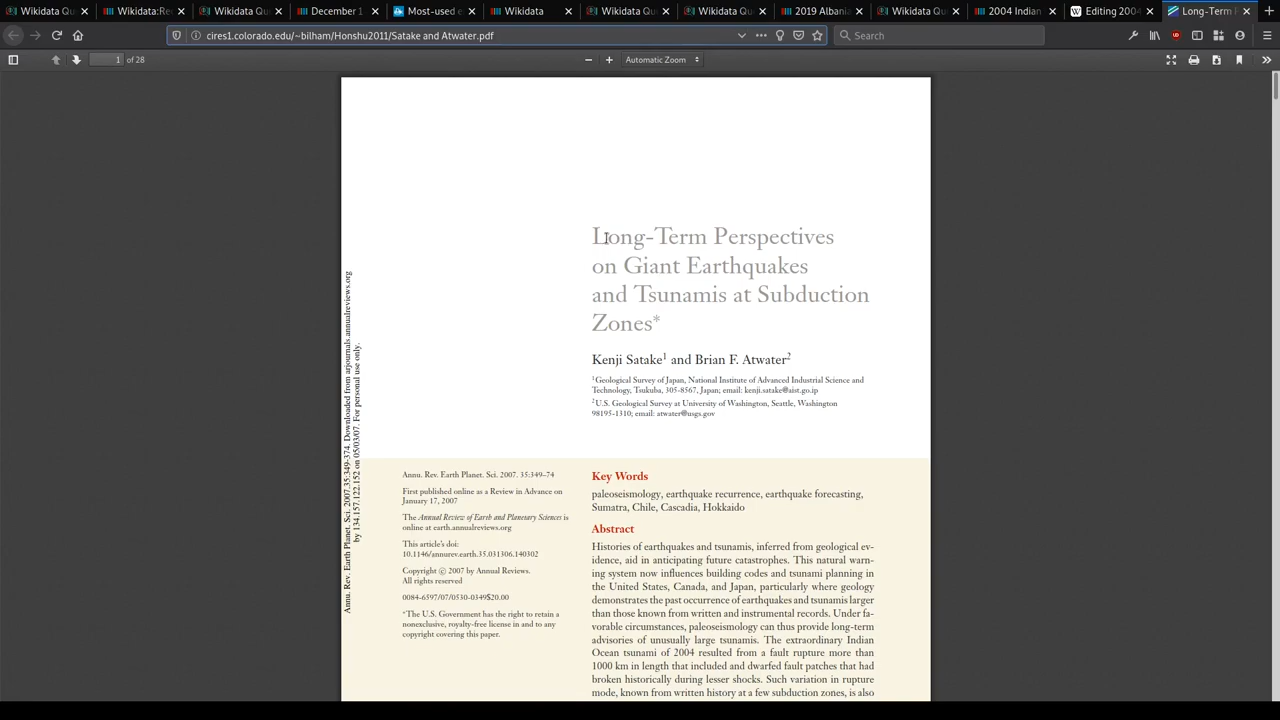 Wikidata Qu
Wikidata:Re
Wikidata Qu
December 1
Most-used e
Wikidata
Wikidata Qu
Wikidata Qu
2019 Albania
Wikidata Qu
2004 Indian
Editing 2004
Long-Term P
cires1.colorado.edu/~bilham/Honshu2011/Satake and Atwater.pdf
Search
1 of 28
Automatic Zoom
Long-Term Perspectives
on Giant Earthquakes
and Tsunamis at Subduction
Zones*
Kenji Satake1 and Brian F. Atwater2
1Geological Survey of Japan, National Institute of Advanced Industrial Science and
Technology, Tsukuba, 305-8567, Japan; email: kenji.satake@aist.go.jp
2U.S. Geological Survey at University of Washington, Seattle, Washington
98195-1310; email: atwater@usgs.gov
Annu. Rev. Earth Planet. Sci. 2007.35:349-374. Downloaded from arjournals.annualreviews.org
by 134.157.122.152 on 05/03/07. For personal use only.
Annu. Rev. Earth Planet. Sci. 2007. 35:349–74
First published online as a Review in Advance on
January 17, 2007
The Annual Review of Earth and Planetary Sciences is
online at earth.annualreviews.org
This article's doi:
10.1146/annurev.earth.35.031306.140302
Copyright © 2007 by Annual Reviews.
All rights reserved
0084-6597/07/0530-0349$20.00
*The U.S. Government has the right to retain a
nonexclusive, royalty-free license in and to any
copyright covering this paper.
Key Words
paleoseismology, earthquake recurrence, earthquake forecasting,
Sumatra, Chile, Cascadia, Hokkaido
Abstract
Histories of earthquakes and tsunamis, inferred from geological ev-
idence, aid in anticipating future catastrophes. This natural warn-
ing system now influences building codes and tsunami planning in
the United States, Canada, and Japan, particularly where geology
demonstrates the past occurrence of earthquakes and tsunamis larger
than those known from written and instrumental records. Under fa-
vorable circumstances, paleoseismology can thus provide long-term
advisories of unusually large tsunamis. The extraordinary Indian
Ocean tsunami of 2004 resulted from a fault rupture more than
1000 km in length that included and dwarfed fault patches that had
broken historically during lesser shocks. Such variation in rupture
mode, known from written history at a few subduction zones, is also